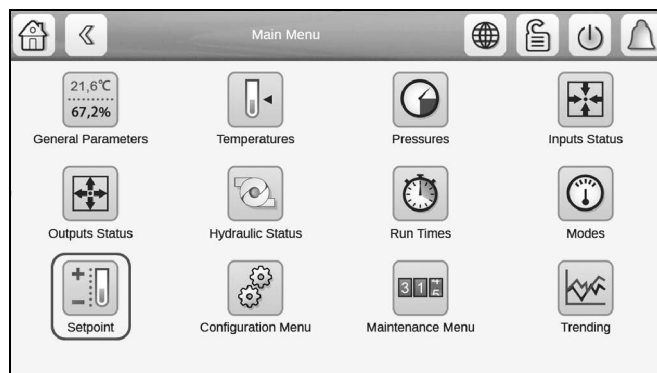 Main Menu
21,6°C
67,2%
General Parameters
Temperatures
Pressures
Inputs Status
Outputs Status
Hydraulic Status
Run Times
Modes
Setpoint
315
Configuration Menu
Maintenance Menu
Trending